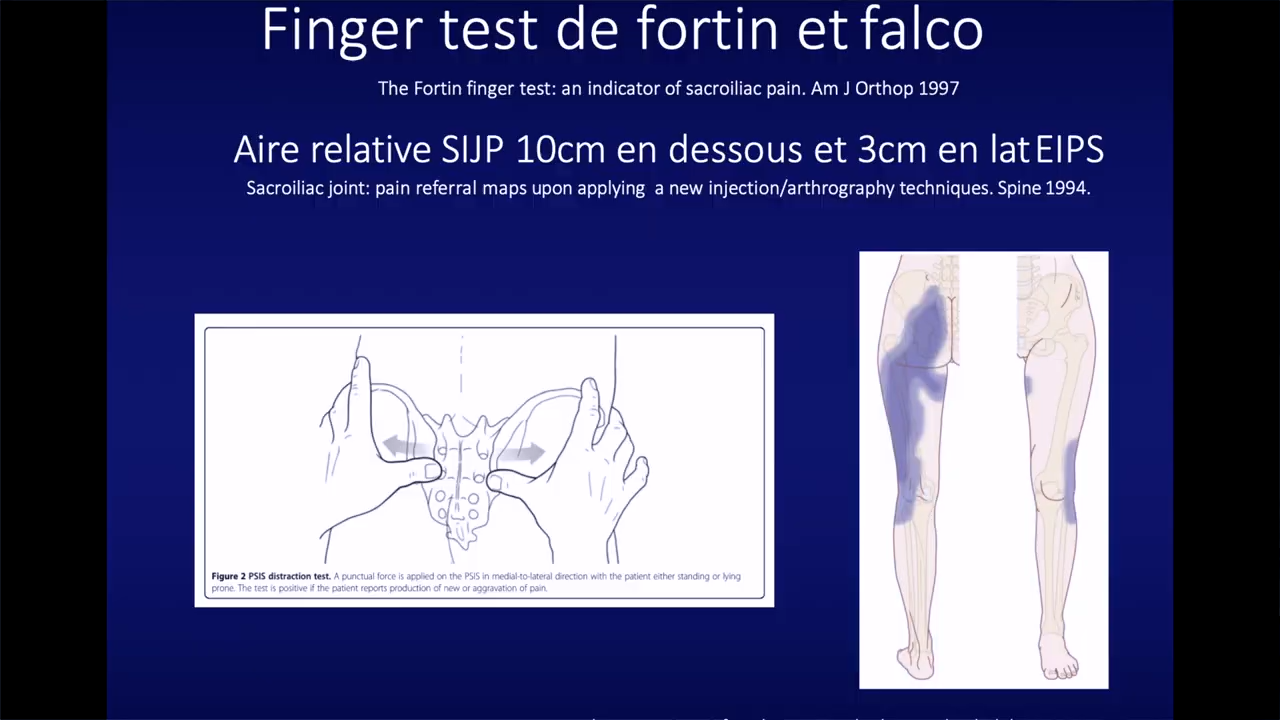 Finger test de fortin et falco
The Fortin finger test: an indicator of sacroiliac pain. Am J Orthop 1997
Aire relative SIJP 10cm en dessous et 3cm en lat EIPS
Sacroiliac joint: pain referral maps upon applying a new injection/arthrography techniques. Spine 1994.
Figure 2 PSIS distraction test. A punctual force is applied on the PSIS in medial-to-lateral direction with the patient either standing or lying
prone. The test is positive if the patient reports production of new or aggravation of pain.